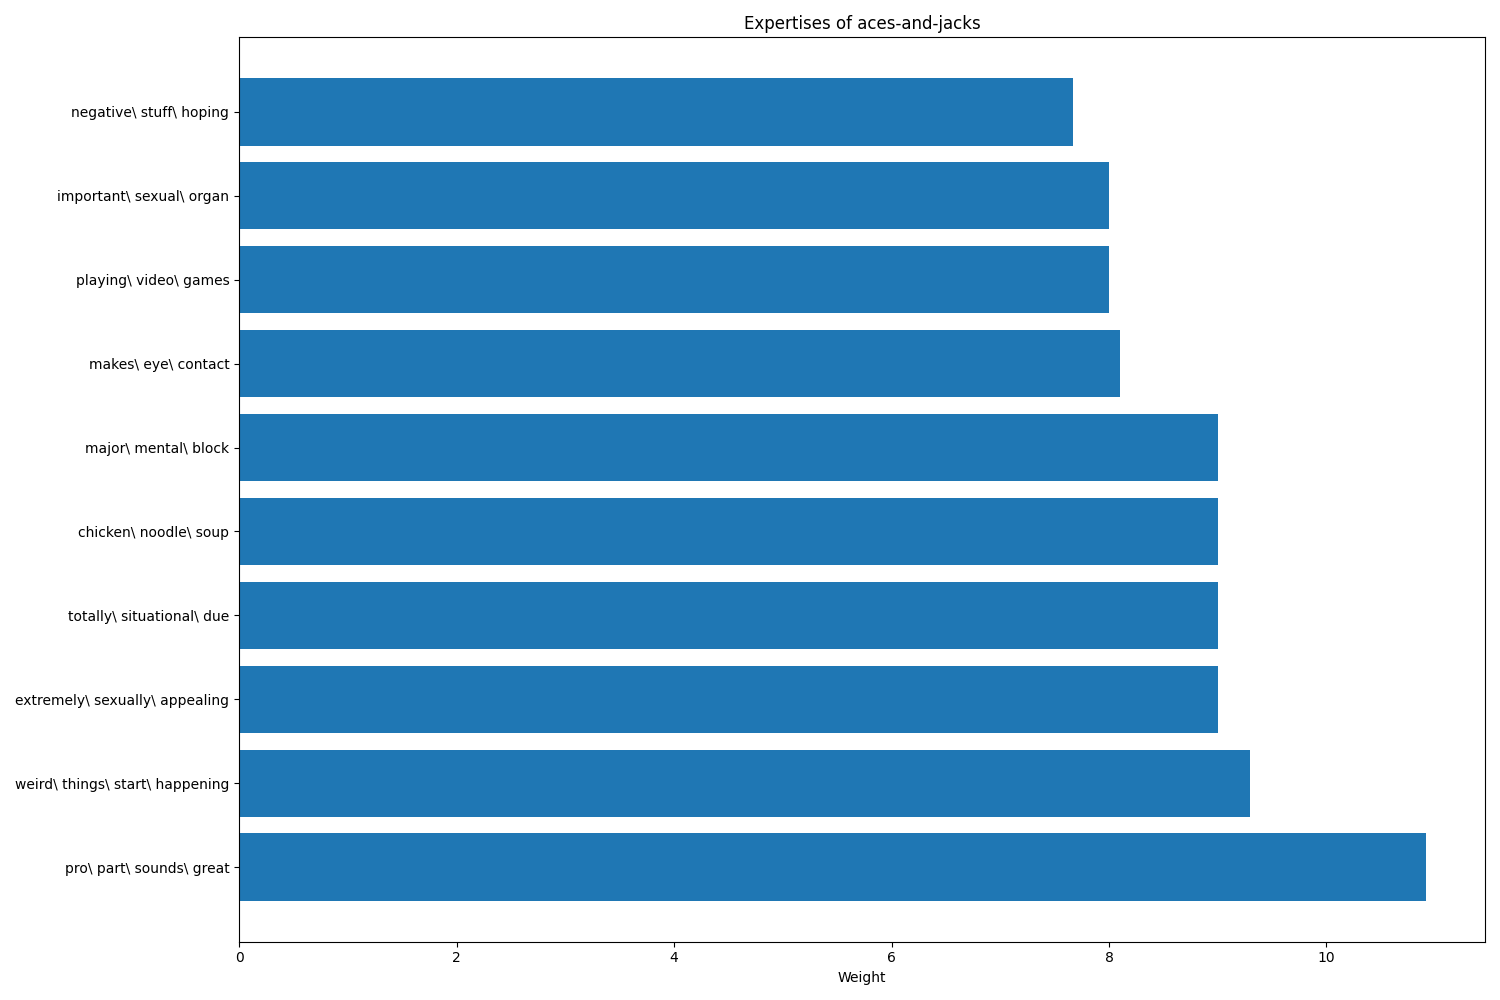 Expertises of aces-and-jacks
negative\ stuff\ hoping
important\ sexual\ organ
playing\ video\ games
makes\ eye\ contact
major\ mental\ block
chicken\ noodle\ soup
totally\ situational\ due
extremely\ sexually\ appealing
weird\ things\ start\ happening
pro\ part\ sounds\ great
0 2 4 6 8 10
Weight